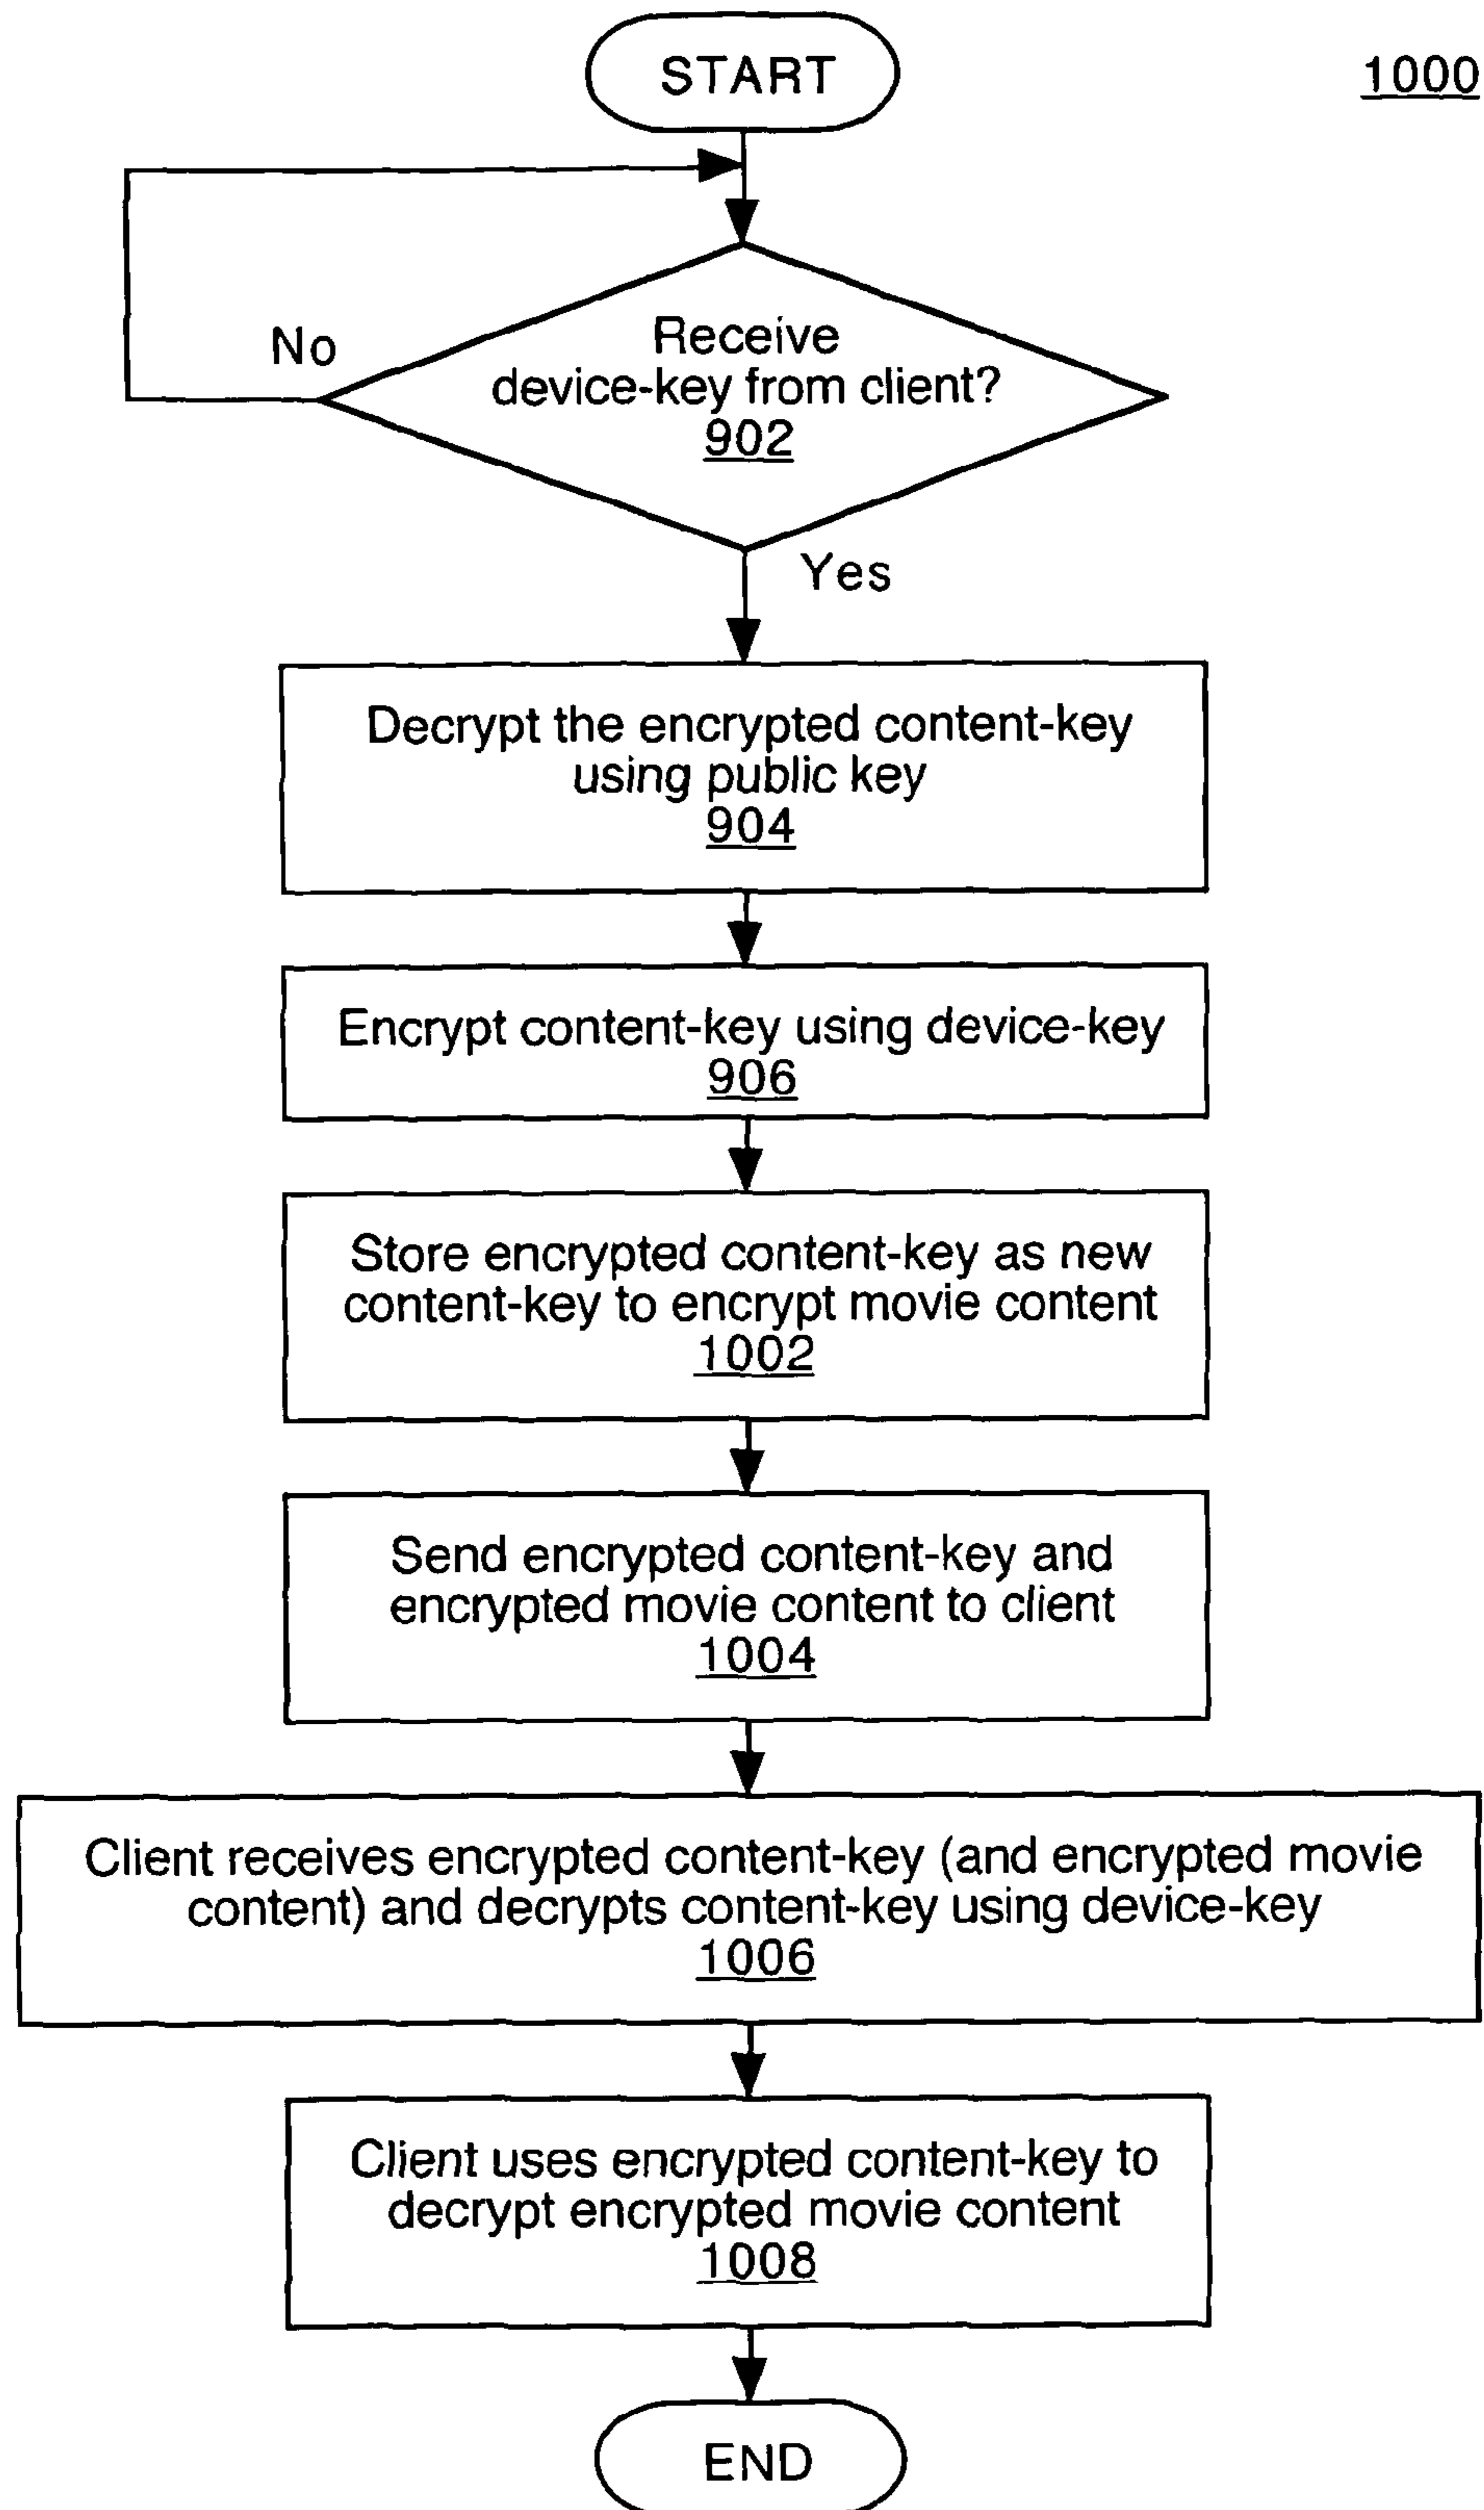 START
1000
No
Receive
device-key from client?
902
Yes
Decrypt the encrypted content-key
using public key
904
Encrypt content-key using device-key
906
Store encrypted content-key as new
content-key to encrypt movie content
1002
Send encrypted content-key and
encrypted movie content to client
1004
Client receives encrypted content-key (and encrypted movie
content) and decrypts content-key using device-key
1006
Client uses encrypted content-key to
decrypt encrypted movie content
1008
END